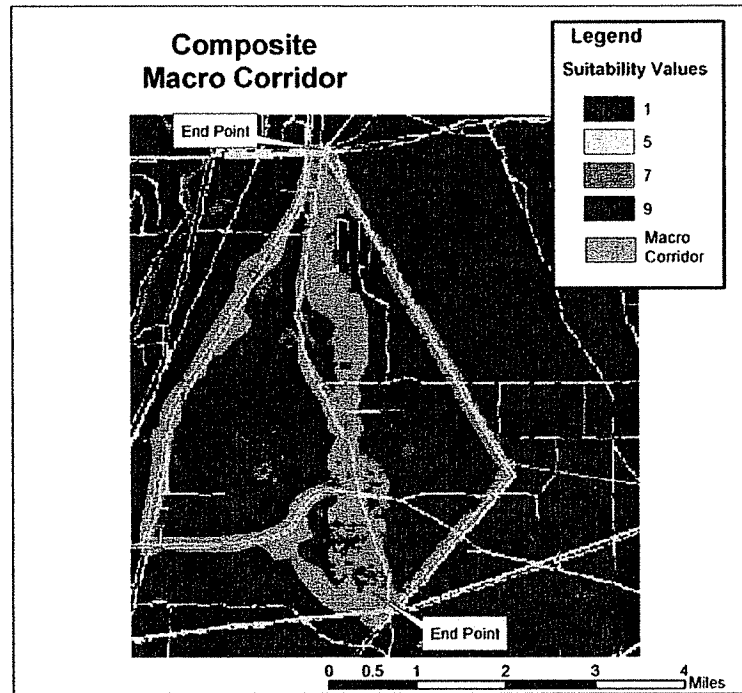 Composite
Macro Corridor
Legend
Suitability Values
1
5
7
9
Macro
Corridor
End Point
End Point
0 0.5 1 2 3 4
Miles